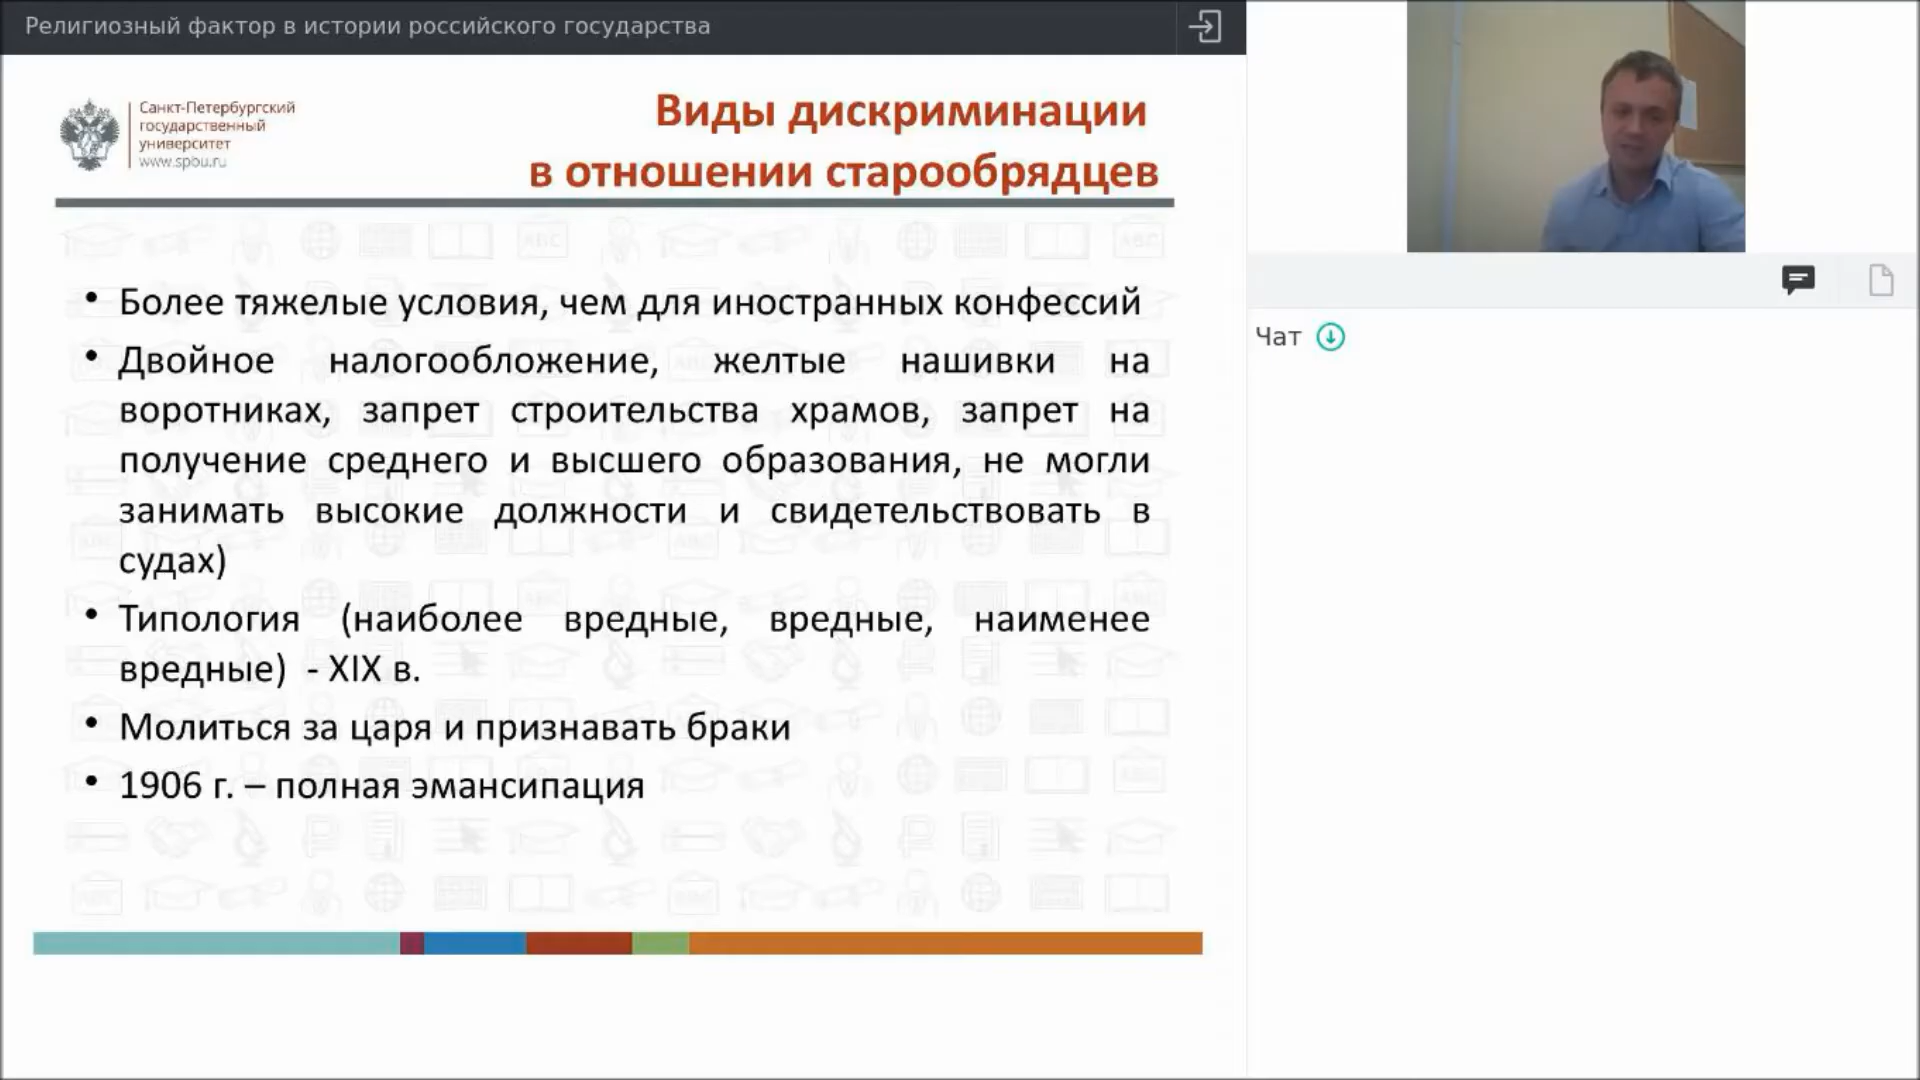 Религиозный фактор в истории российского государства
Санкт-Петербургский
государственный
университет
www.spbu.ru
Виды дискриминации
в отношении старообрядцев
• Более тяжелые условия, чем для иностранных конфессий
• Двойное налогообложение, желтые нашивки на
воротниках, запрет строительства храмов, запрет на
получение среднего и высшего образования, не могли
занимать высокие должности и свидетельствовать в
судах)
• Типология (наиболее вредные, вредные, наименее
вредные) - XIX в.
• Молиться за царя и признавать браки
• 1906 г. – полная эмансипация
Чат